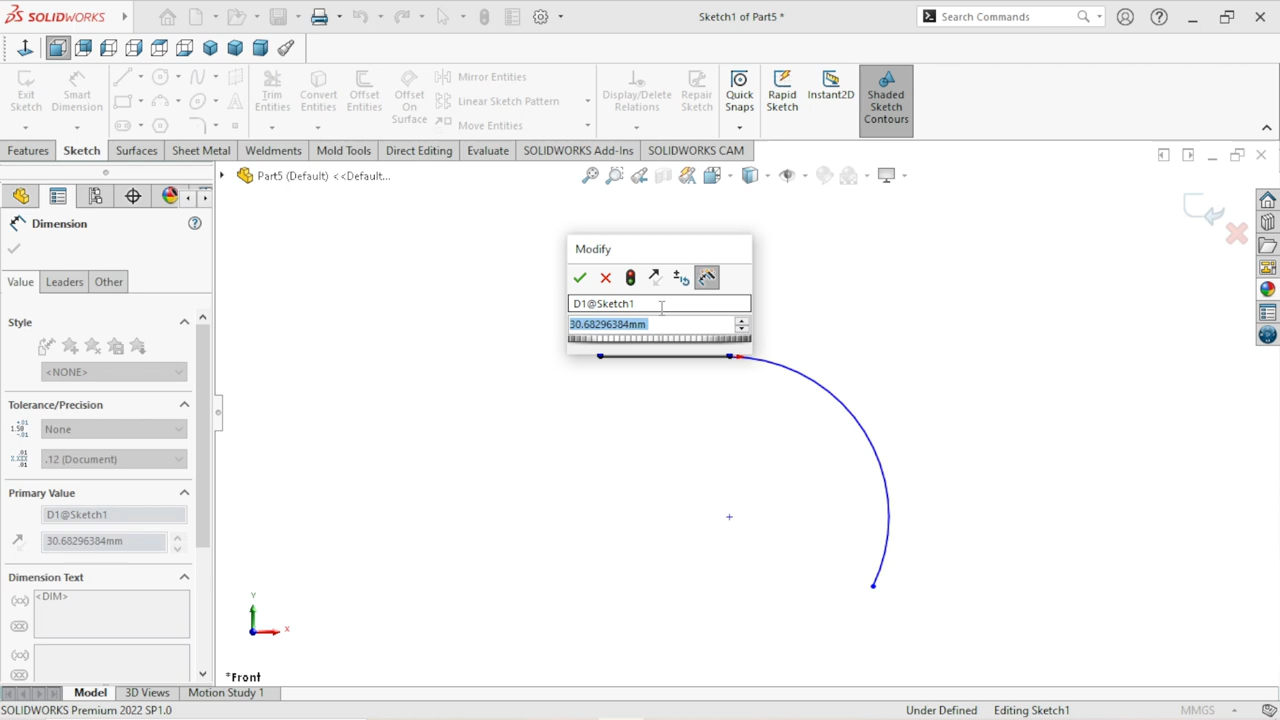 SOLIDWORKS
Sketch1 of Part5 *
Search Commands
Exit Sketch
Smart Dimension
Trim Entities
Convert Entities
Offset Entities
Offset On Surface
Mirror Entities
Linear Sketch Pattern
Move Entities
Display/Delete Relations
Repair Sketch
Quick Snaps
Rapid Sketch
Instant2D
Shaded Sketch Contours
Features
Sketch
Surfaces
Sheet Metal
Weldments
Mold Tools
Direct Editing
Evaluate
SOLIDWORKS Add-Ins
SOLIDWORKS CAM
Part5 (Default) <<Default...
Dimension
Value
Leaders
Other
Style
<NONE>
Tolerance/Precision
None
.12 (Document)
Primary Value
D1@Sketch1
30.68296384mm
Dimension Text
<DIM>
Modify
D1@Sketch1
30.68296384mm
Y
X
*Front
Model
3D Views
Motion Study 1
SOLIDWORKS Premium 2022 SP1.0
Under Defined
Editing Sketch1
MMGS